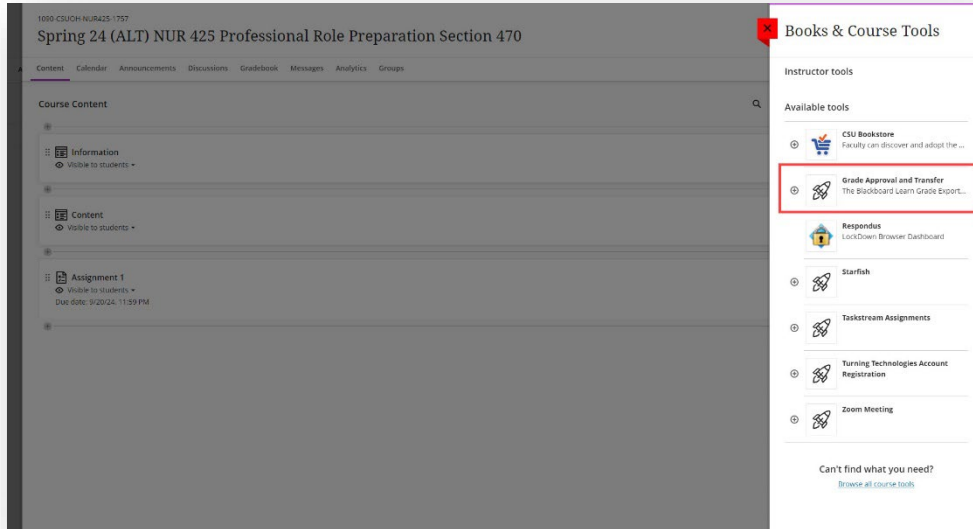 1090-CSUOH-NUR425-1757
Spring 24 (ALT) NUR 425 Professional Role Preparation Section 470
Content Calendar Announcements Discussions Gradebook Messages Analytics Groups
Course Content
Information
Visible to students
Content
Visible to students
Assignment 1
Visible to students
Due date: 9/20/24, 11:59 PM
Books & Course Tools
Instructor tools
Available tools
CSU Bookstore
Faculty can discover and adopt the ...
Grade Approval and Transfer
The Blackboard Learn Grade Export...
Respondus
LockDown Browser Dashboard
Starfish
Taskstream Assignments
Turning Technologies Account
Registration
Zoom Meeting
Can't find what you need?
Browse all course tools